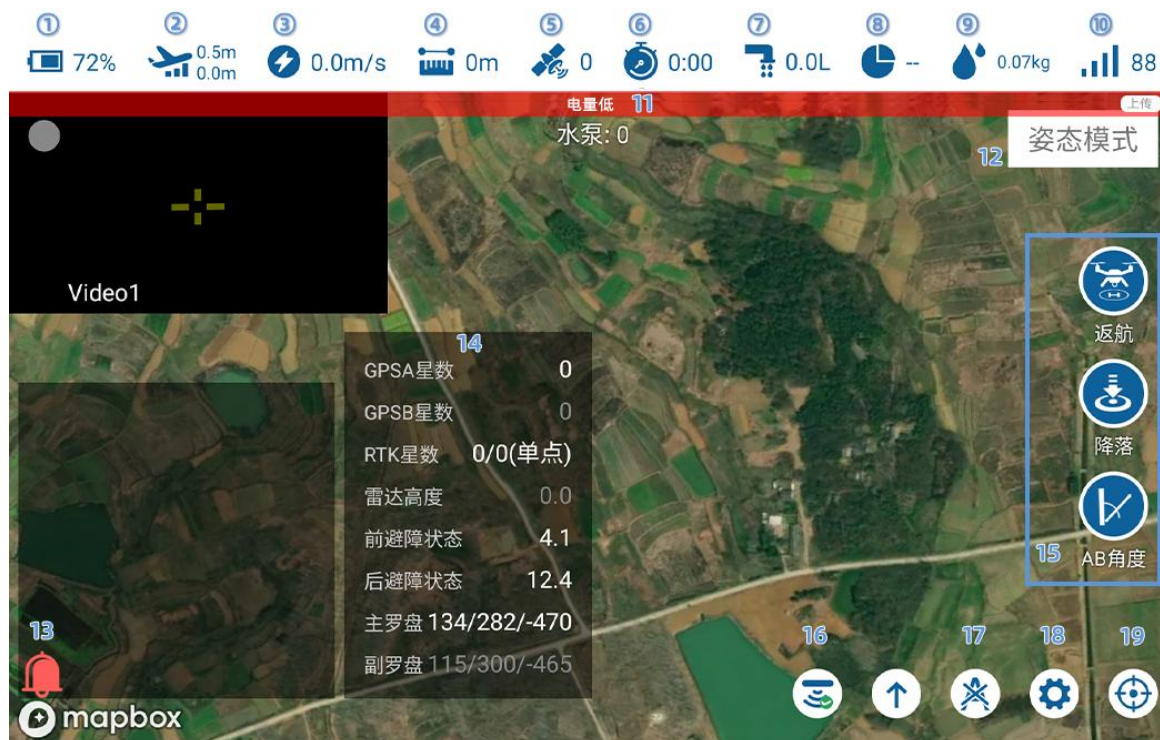 ① ② ③ ④ ⑤ ⑥ ⑦ ⑧ ⑨ ⑩
72% 0.5m 0.0m/s 0m 0 0:00 0.0L -- 0.07kg 88
0.0m
电量低 11 上传
水泵: 0
12 姿态模式
Video1
返航
降落
15 AB角度
14
GPSA星数 0
GPSB星数 0
RTK星数 0/0(单点)
雷达高度 0.0
前避障状态 4.1
后避障状态 12.4
主罗盘 134/282/-470
副罗盘 115/300/-465
13 16 17 18 19
mapbox